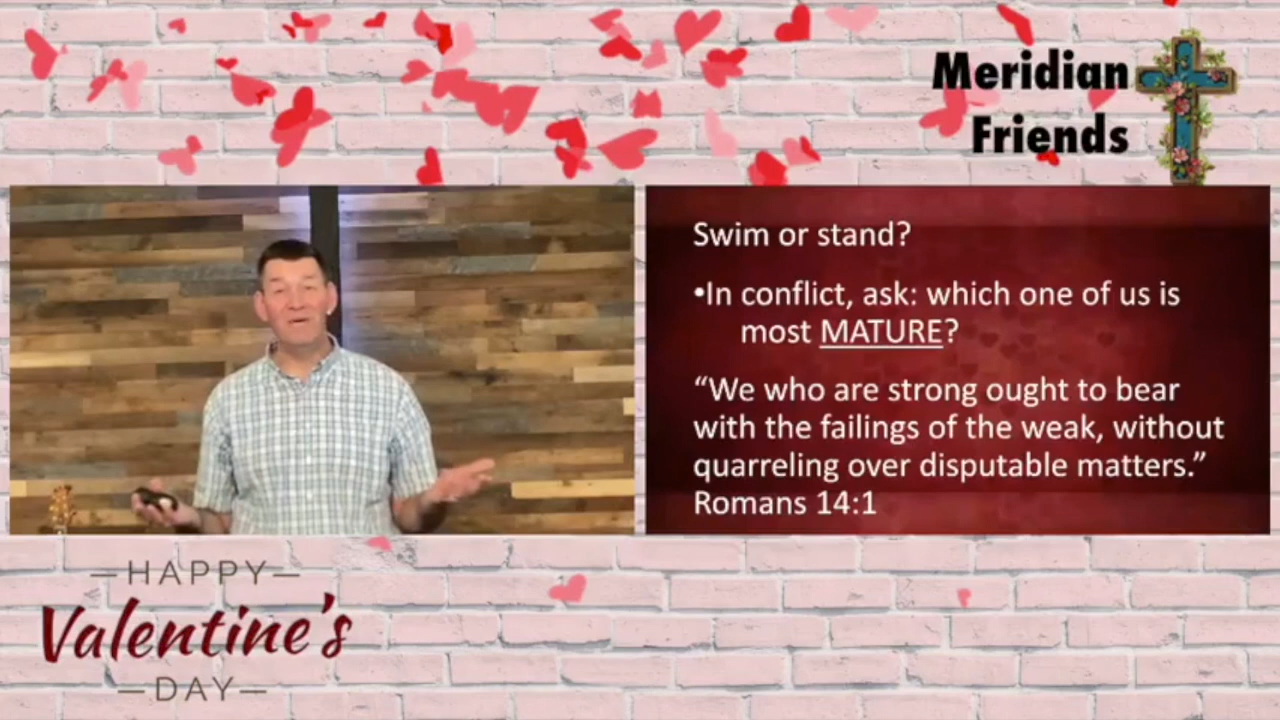 Meridian
Friends
Swim or stand?
•In conflict, ask: which one of us is
most MATURE?
“We who are strong ought to bear
with the failings of the weak, without
quarreling over disputable matters.”
Romans 14:1
—HAPPY—
Valentine's
—DAY—